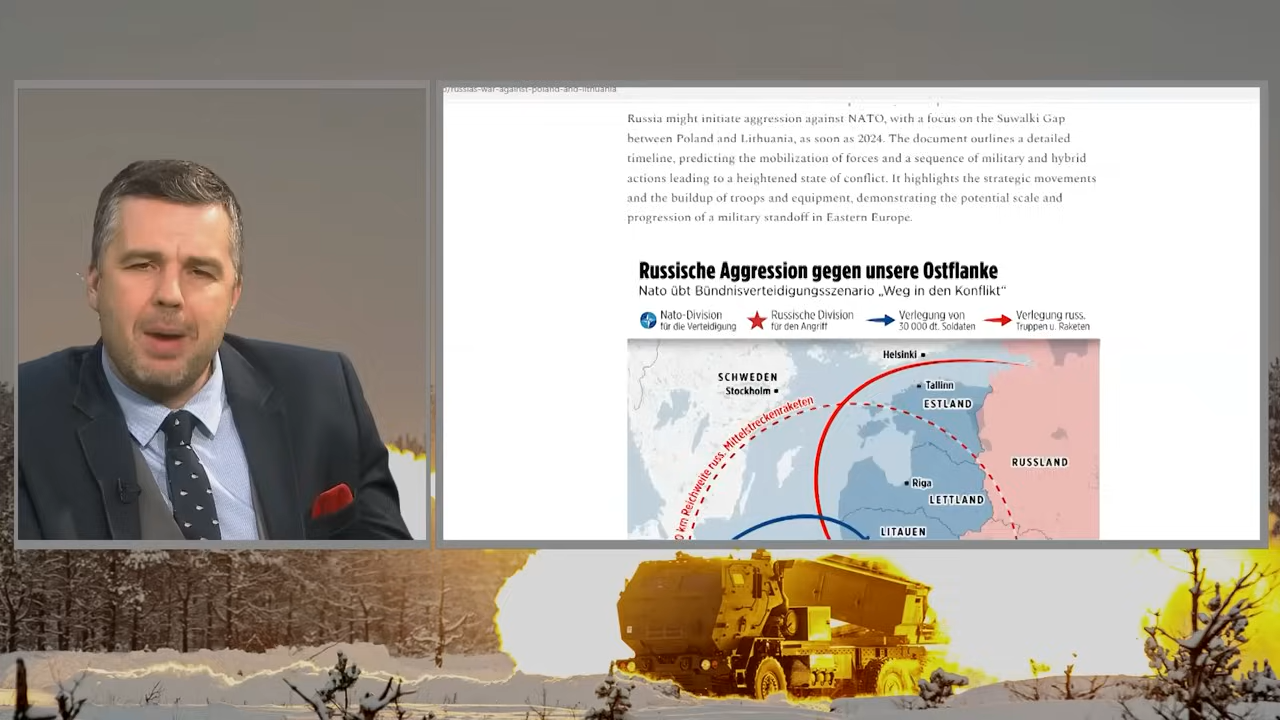 /russias-war-against-poland-and-lithuania
Russia might initiate aggression against NATO, with a focus on the Suwalki Gap
between Poland and Lithuania, as soon as 2024. The document outlines a detailed
timeline, predicting the mobilization of forces and a sequence of military and hybrid
actions leading to a heightened state of conflict. It highlights the strategic movements
and the buildup of troops and equipment, demonstrating the potential scale and
progression of a military standoff in Eastern Europe.
Russische Aggression gegen unsere Ostflanke
Nato übt Bündnisverteidigungsszenario „Weg in den Konflikt“
Nato-Division
für die Verteidigung
Russische Division
für den Angriff
Verlegung von
30 000 dt. Soldaten
Verlegung russ.
Truppen u. Raketen
Helsinki
SCHWEDEN
Stockholm
Tallinn
ESTLAND
km Reichweite russ. Mittelstreckenraketen
RUSSLAND
Riga
LETTLAND
LITAUEN